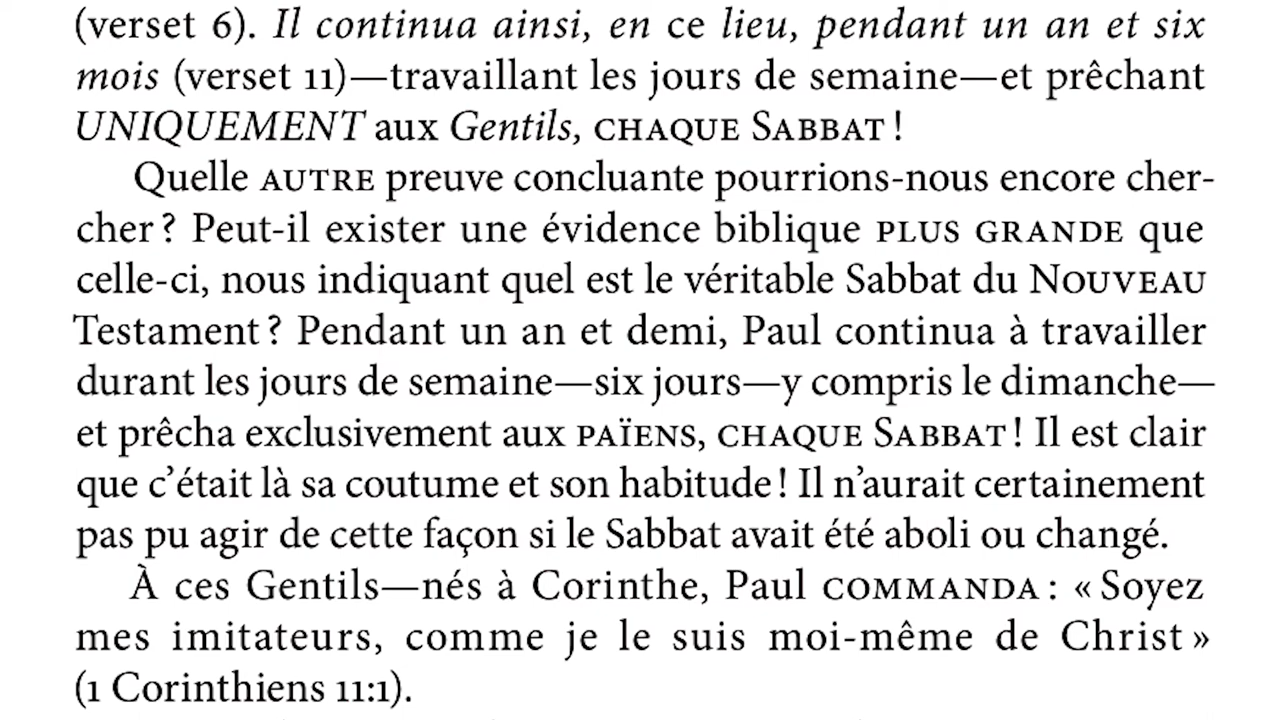 (verset 6). Il continua ainsi, en ce lieu, pendant un an et six
mois (verset 11)—travaillant les jours de semaine—et prêchant
UNIQUEMENT aux Gentils, CHAQUE SABBAT !
Quelle AUTRE preuve concluante pourrions-nous encore cher-
cher ? Peut-il exister une évidence biblique PLUS GRANDE que
celle-ci, nous indiquant quel est le véritable Sabbat du NOUVEAU
Testament ? Pendant un an et demi, Paul continua à travailler
durant les jours de semaine—six jours—y compris le dimanche—
et prêcha exclusivement aux PAÏENS, CHAQUE SABBAT ! Il est clair
que c’était là sa coutume et son habitude ! Il n’aurait certainement
pas pu agir de cette façon si le Sabbat avait été aboli ou changé.
À ces Gentils—nés à Corinthe, Paul COMMANDA : « Soyez
mes imitateurs, comme je le suis moi-même de Christ »
(1 Corinthiens 11:1).